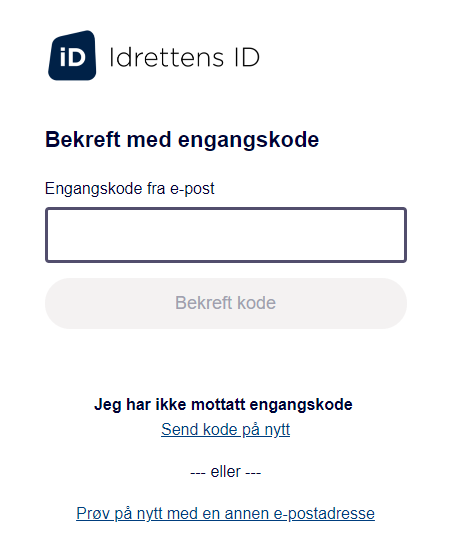 iD Idrettens ID
Bekreft med engangskode
Engangskode fra e-post
Bekreft kode
Jeg har ikke mottatt engangskode
Send kode på nytt
--- eller ---
Prøv på nytt med en annen e-postadresse